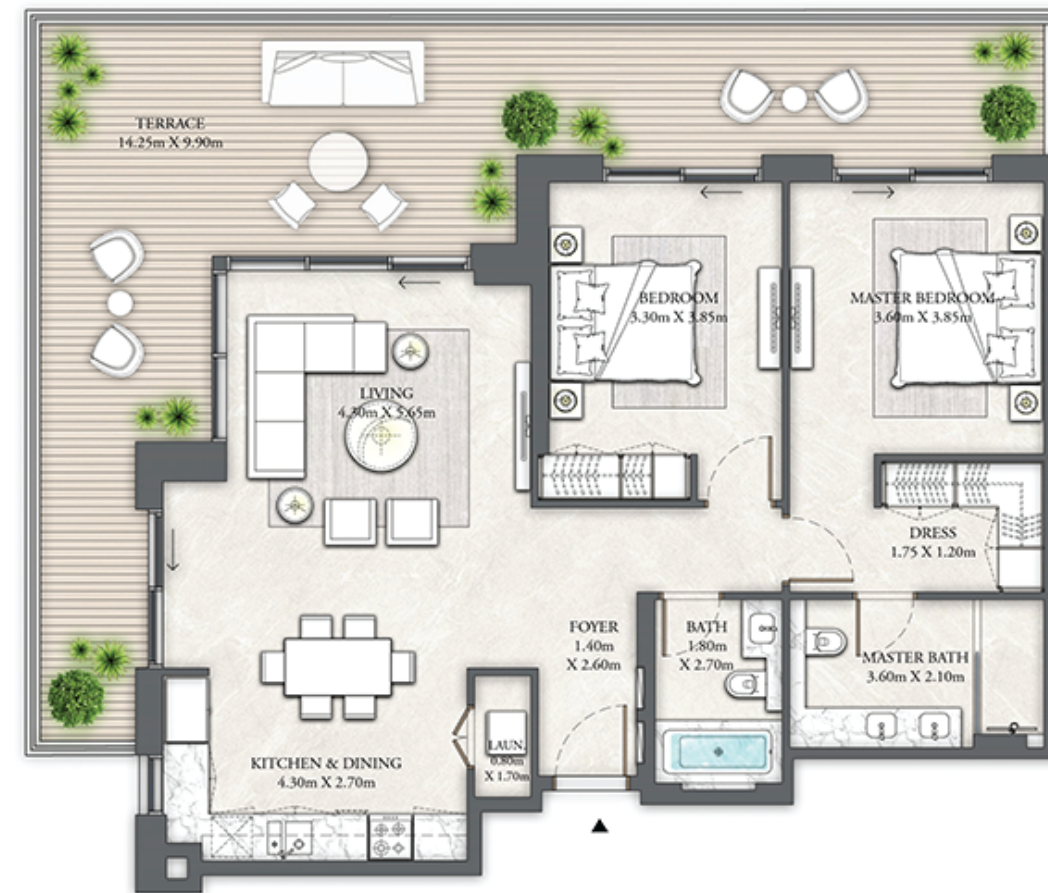 TERRACE
14.25m X 9.90m
BEDROOM
3.30m X 3.85m
MASTER BEDROOM
3.60m X 3.85m
LIVING
4.30m X 5.65m
DRESS
1.75 X 1.20m
FOYER
1.40m
X 2.60m
BATH
1.80m
X 2.70m
MASTER BATH
3.60m X 2.10m
LAUN.
0.80m
X 1.70m
KITCHEN & DINING
4.30m X 2.70m